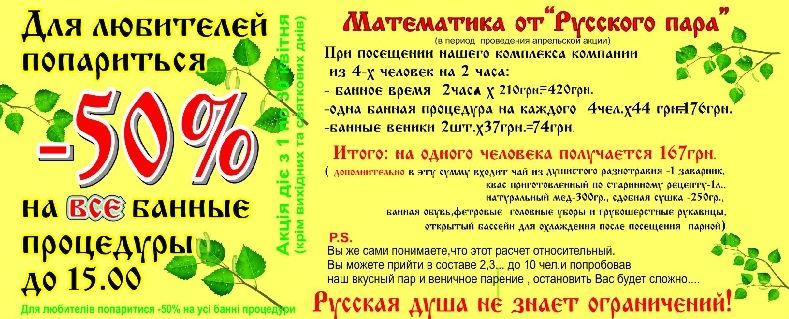 Для любителей
попариться
-50%
на все банные
процедуры
до 15.00
Для любителів попаритися -50% на усі банні процедури
Акція діє з 1 по 30 квітня
(крім вихідних та святкових днів)
Математика от "Русского пара"
(в период проведения апрельской акции)
При посещении нашего комплекса компании
из 4-х человек на 2 часа:
- банное время 2часа х 210грн=420грн.
-одна банная процедура на каждого 4чел.х44 грн=176грн.
-банные веники 2шт.х37грн.=74грн.
Итого: на одного человека получается 167грн.
( дополнительно в эту сумму входит чай из душистого разнотравия -1 заварник,
квас приготовленный по старинному рецепту-1л.,
натуральный мед-300гр., сдобная сушка -250гр.,
банная обувь,фетровые головные уборы и грубошерстные рукавицы,
открытый бассейн для охлаждения после посещения парной)
P.S.
Вы же сами понимаете,что этот расчет относительный.
Вы можете прийти в составе 2,3... до 10 чел.и попробовав
наш вкусный пар и веничное парение , остановить Вас будет сложно....
Русская душа не знает ограничений!